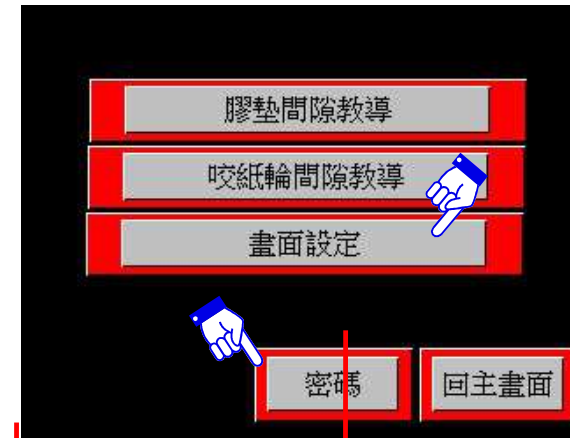 膠墊間隙教導
咬紙輪間隙教導
畫面設定
密碼
回主畫面